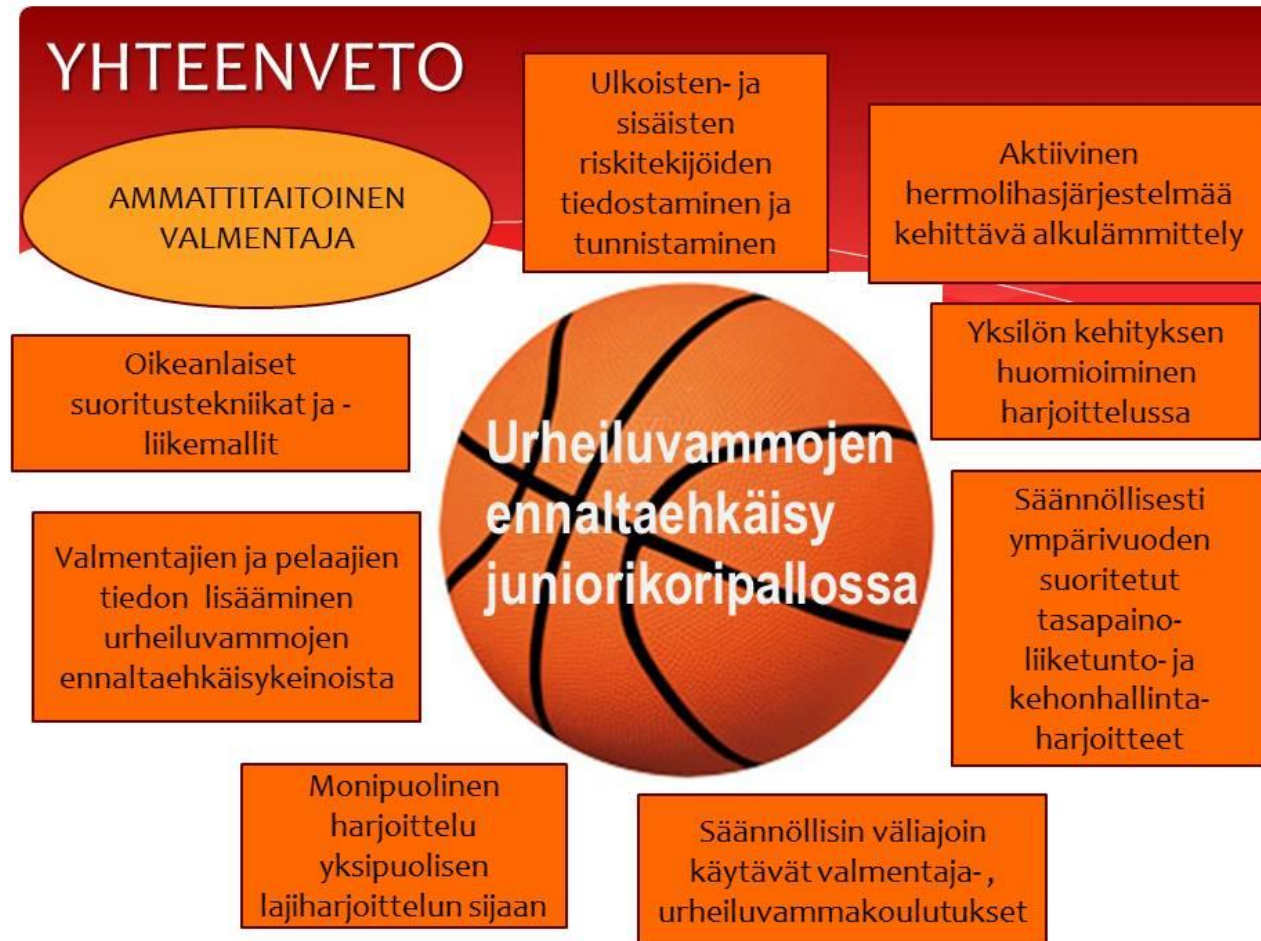 YHTEENVETO
AMMATTITAITOINEN
VALMENTAJA
Ulkoisten- ja
sisäisten
riskitekijöiden
tiedostaminen ja
tunnistaminen
Aktiivinen
hermolihasjärjestelmää
kehittävä alkulämmittely
Oikeanlaiset
suoritustekniikat ja -
liikemallit
Yksilön kehityksen
huomioiminen
harjoittelussa
Urheiluvammojen
ennaltaehkäisy
juniorikoripallossa
Valmentajien ja pelaajien
tiedon lisääminen
urheiluvammojen
ennaltaehkäisykeinoista
Säännöllisesti
ympärivuoden
suoritetut
tasapaino-
liiketunto- ja
kehonhallinta-
harjoitteet
Monipuolinen
harjoittelu
yksipuolisen
lajiharjoittelun sijaan
Säännöllisin väliajoin
käytävät valmentaja- ,
urheiluvammakoulutukset